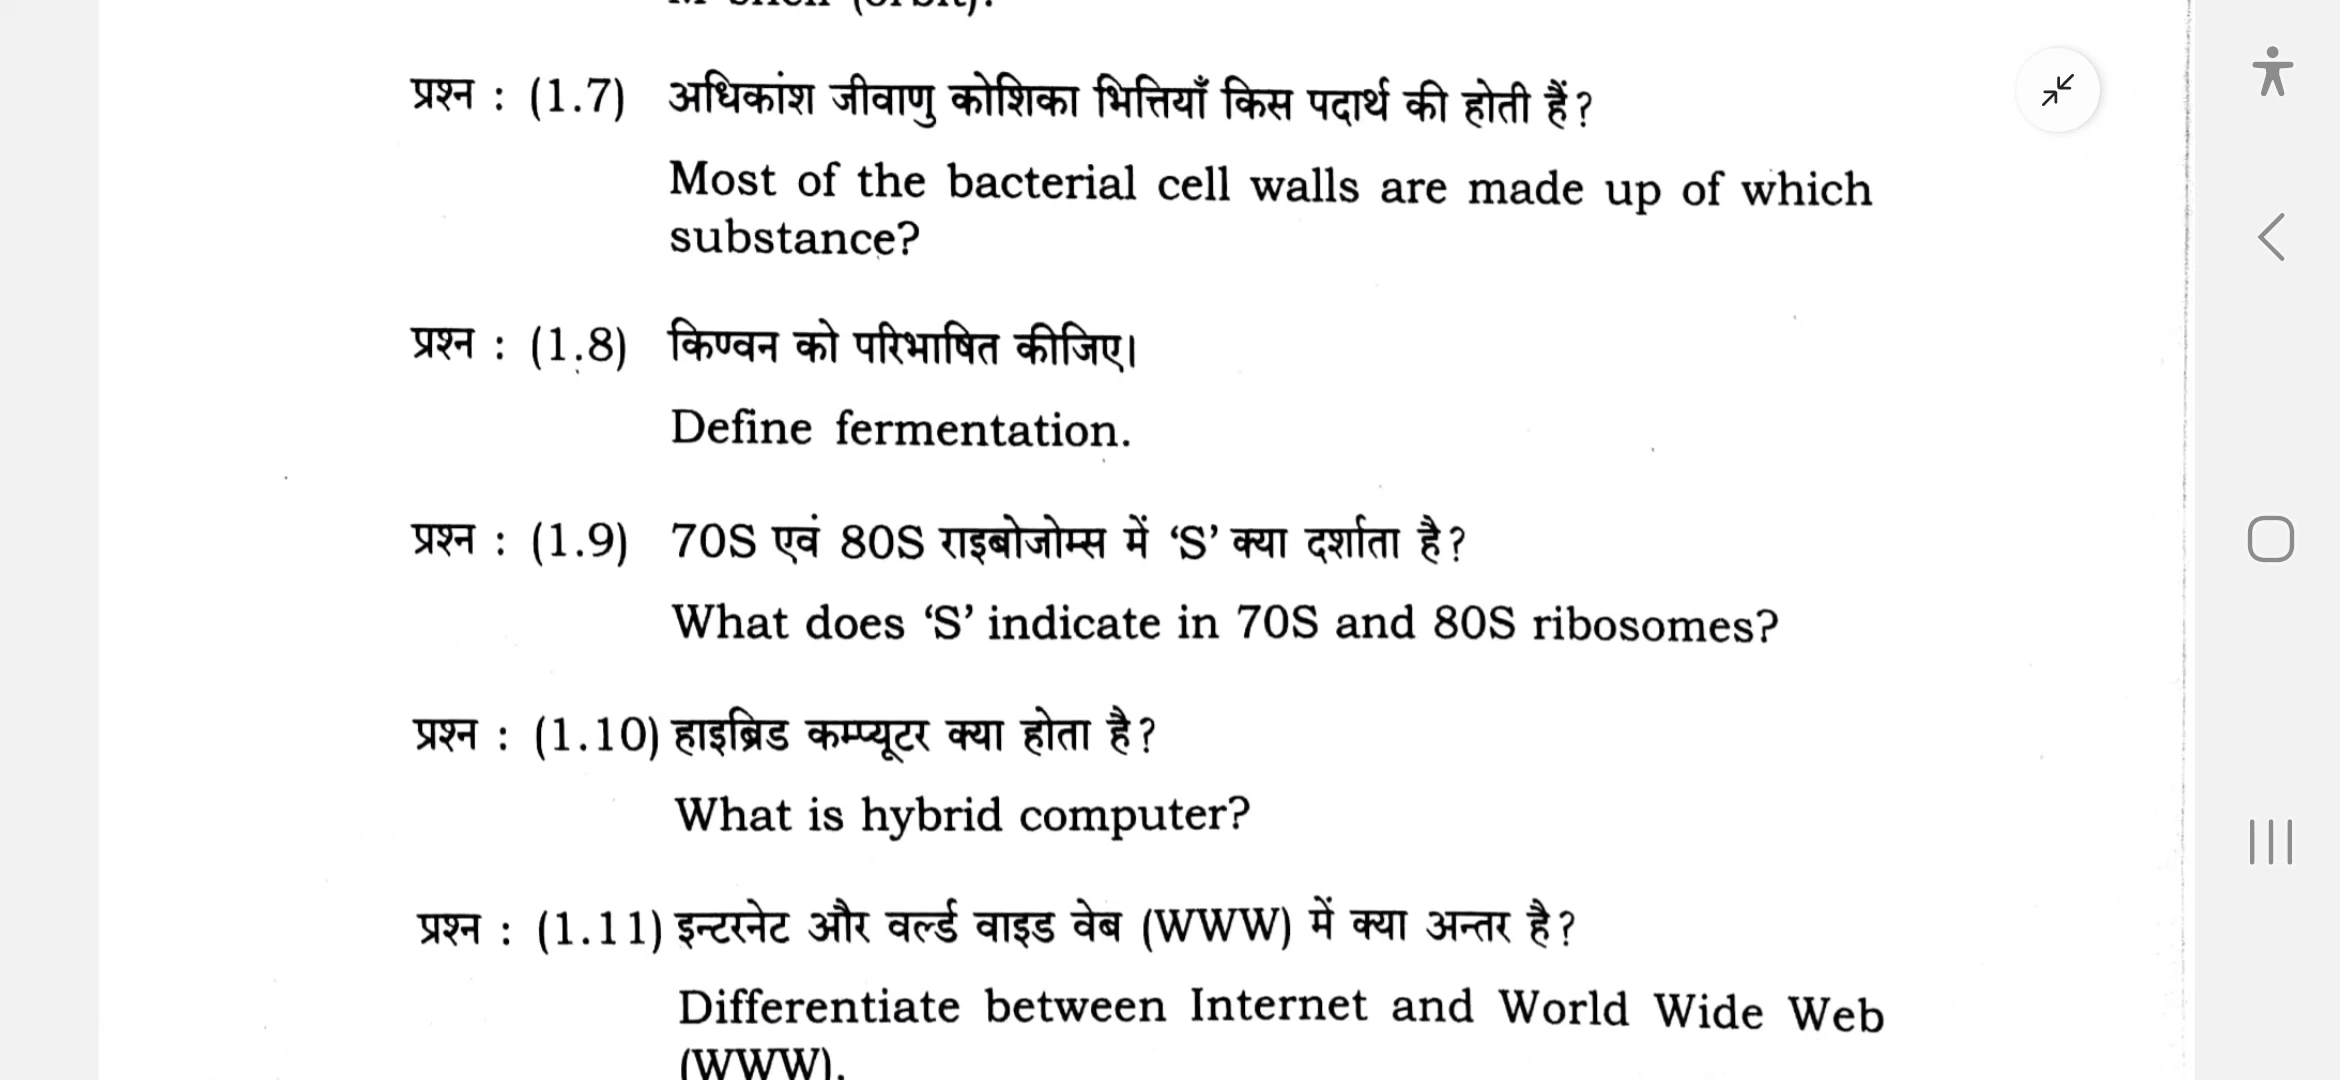 प्रश्न : (1.7) अधिकांश जीवाणु कोशिका भित्तियाँ किस पदार्थ की होती हैं?
Most of the bacterial cell walls are made up of which
substance?
प्रश्न : (1.8) किण्वन को परिभाषित कीजिए।
Define fermentation.
प्रश्न : (1.9) 70S एवं 80S राइबोजोम्स में ‘S’ क्या दर्शाता है?
What does ‘S’ indicate in 70S and 80S ribosomes?
प्रश्न : (1.10) हाइब्रिड कम्प्यूटर क्या होता है?
What is hybrid computer?
प्रश्न : (1.11) इन्टरनेट और वर्ल्ड वाइड वेब (WWW) में क्या अन्तर है?
Differentiate between Internet and World Wide Web
(WWW).